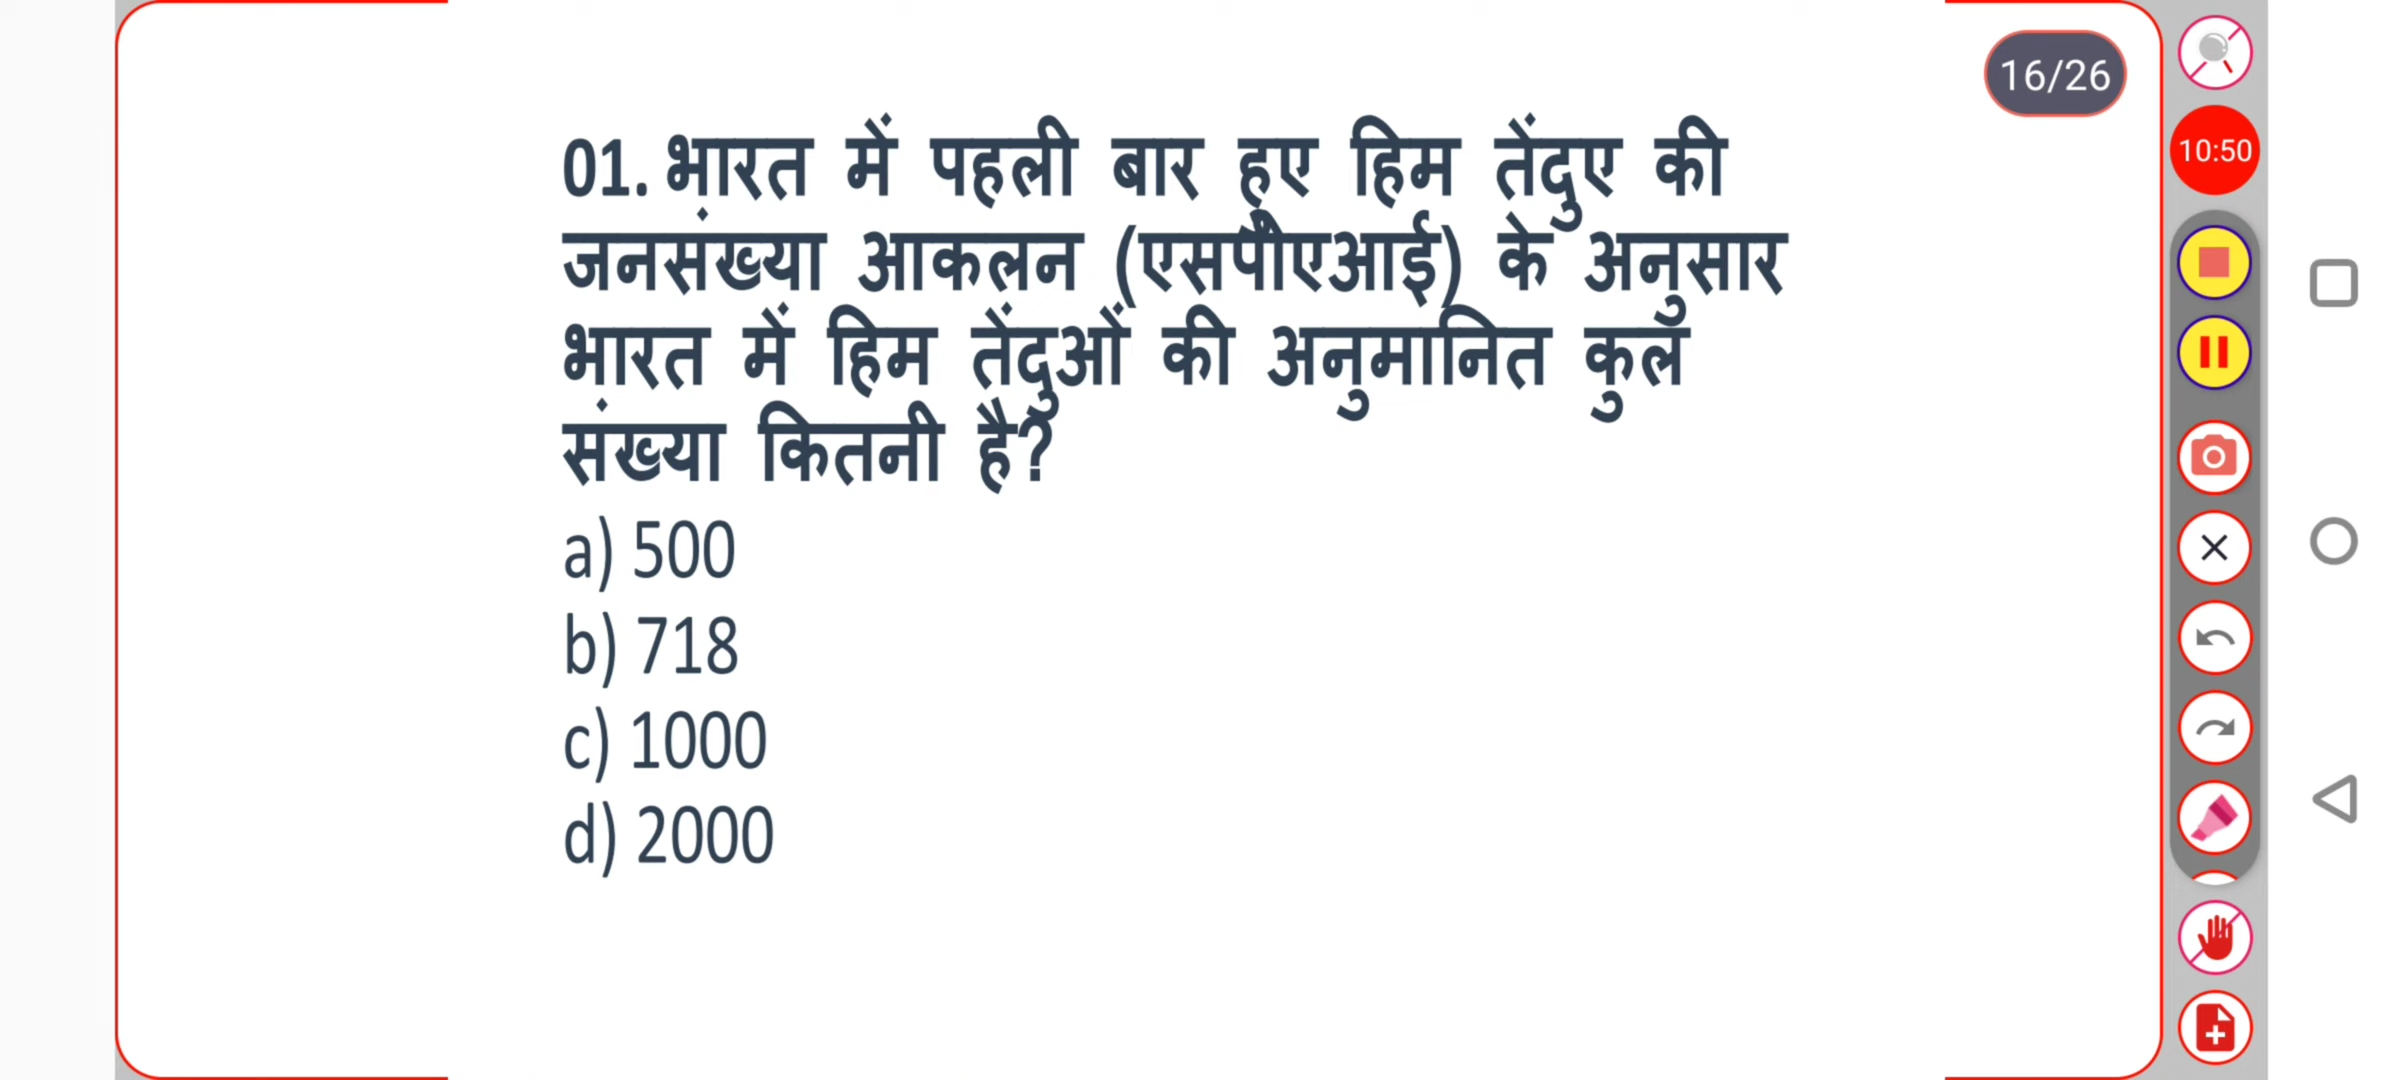 16/26
10:50
01. भारत में पहली बार हुए हिम तेंदुए की
जनसंख्या आकलन (एसपीएआई) के अनुसार
भारत में हिम तेंदुओं की अनुमानित कुल
संख्या कितनी है?
a) 500
b) 718
c) 1000
d) 2000